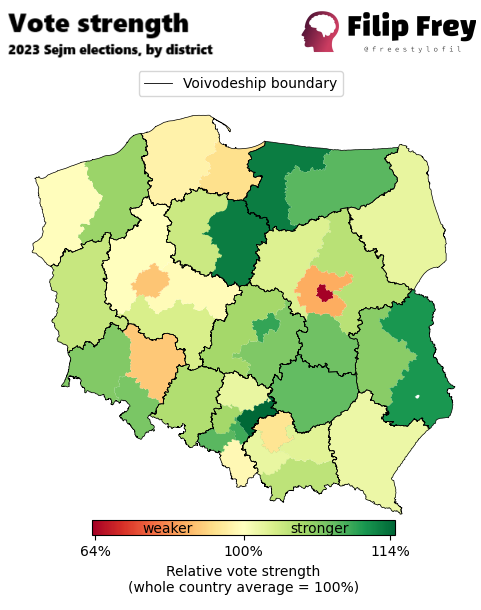 Vote strength
2023 Sejm elections, by district
Filip Frey
@freestylofil
Voivodeship boundary
weaker
stronger
64%
100%
114%
Relative vote strength
(whole country average = 100%)